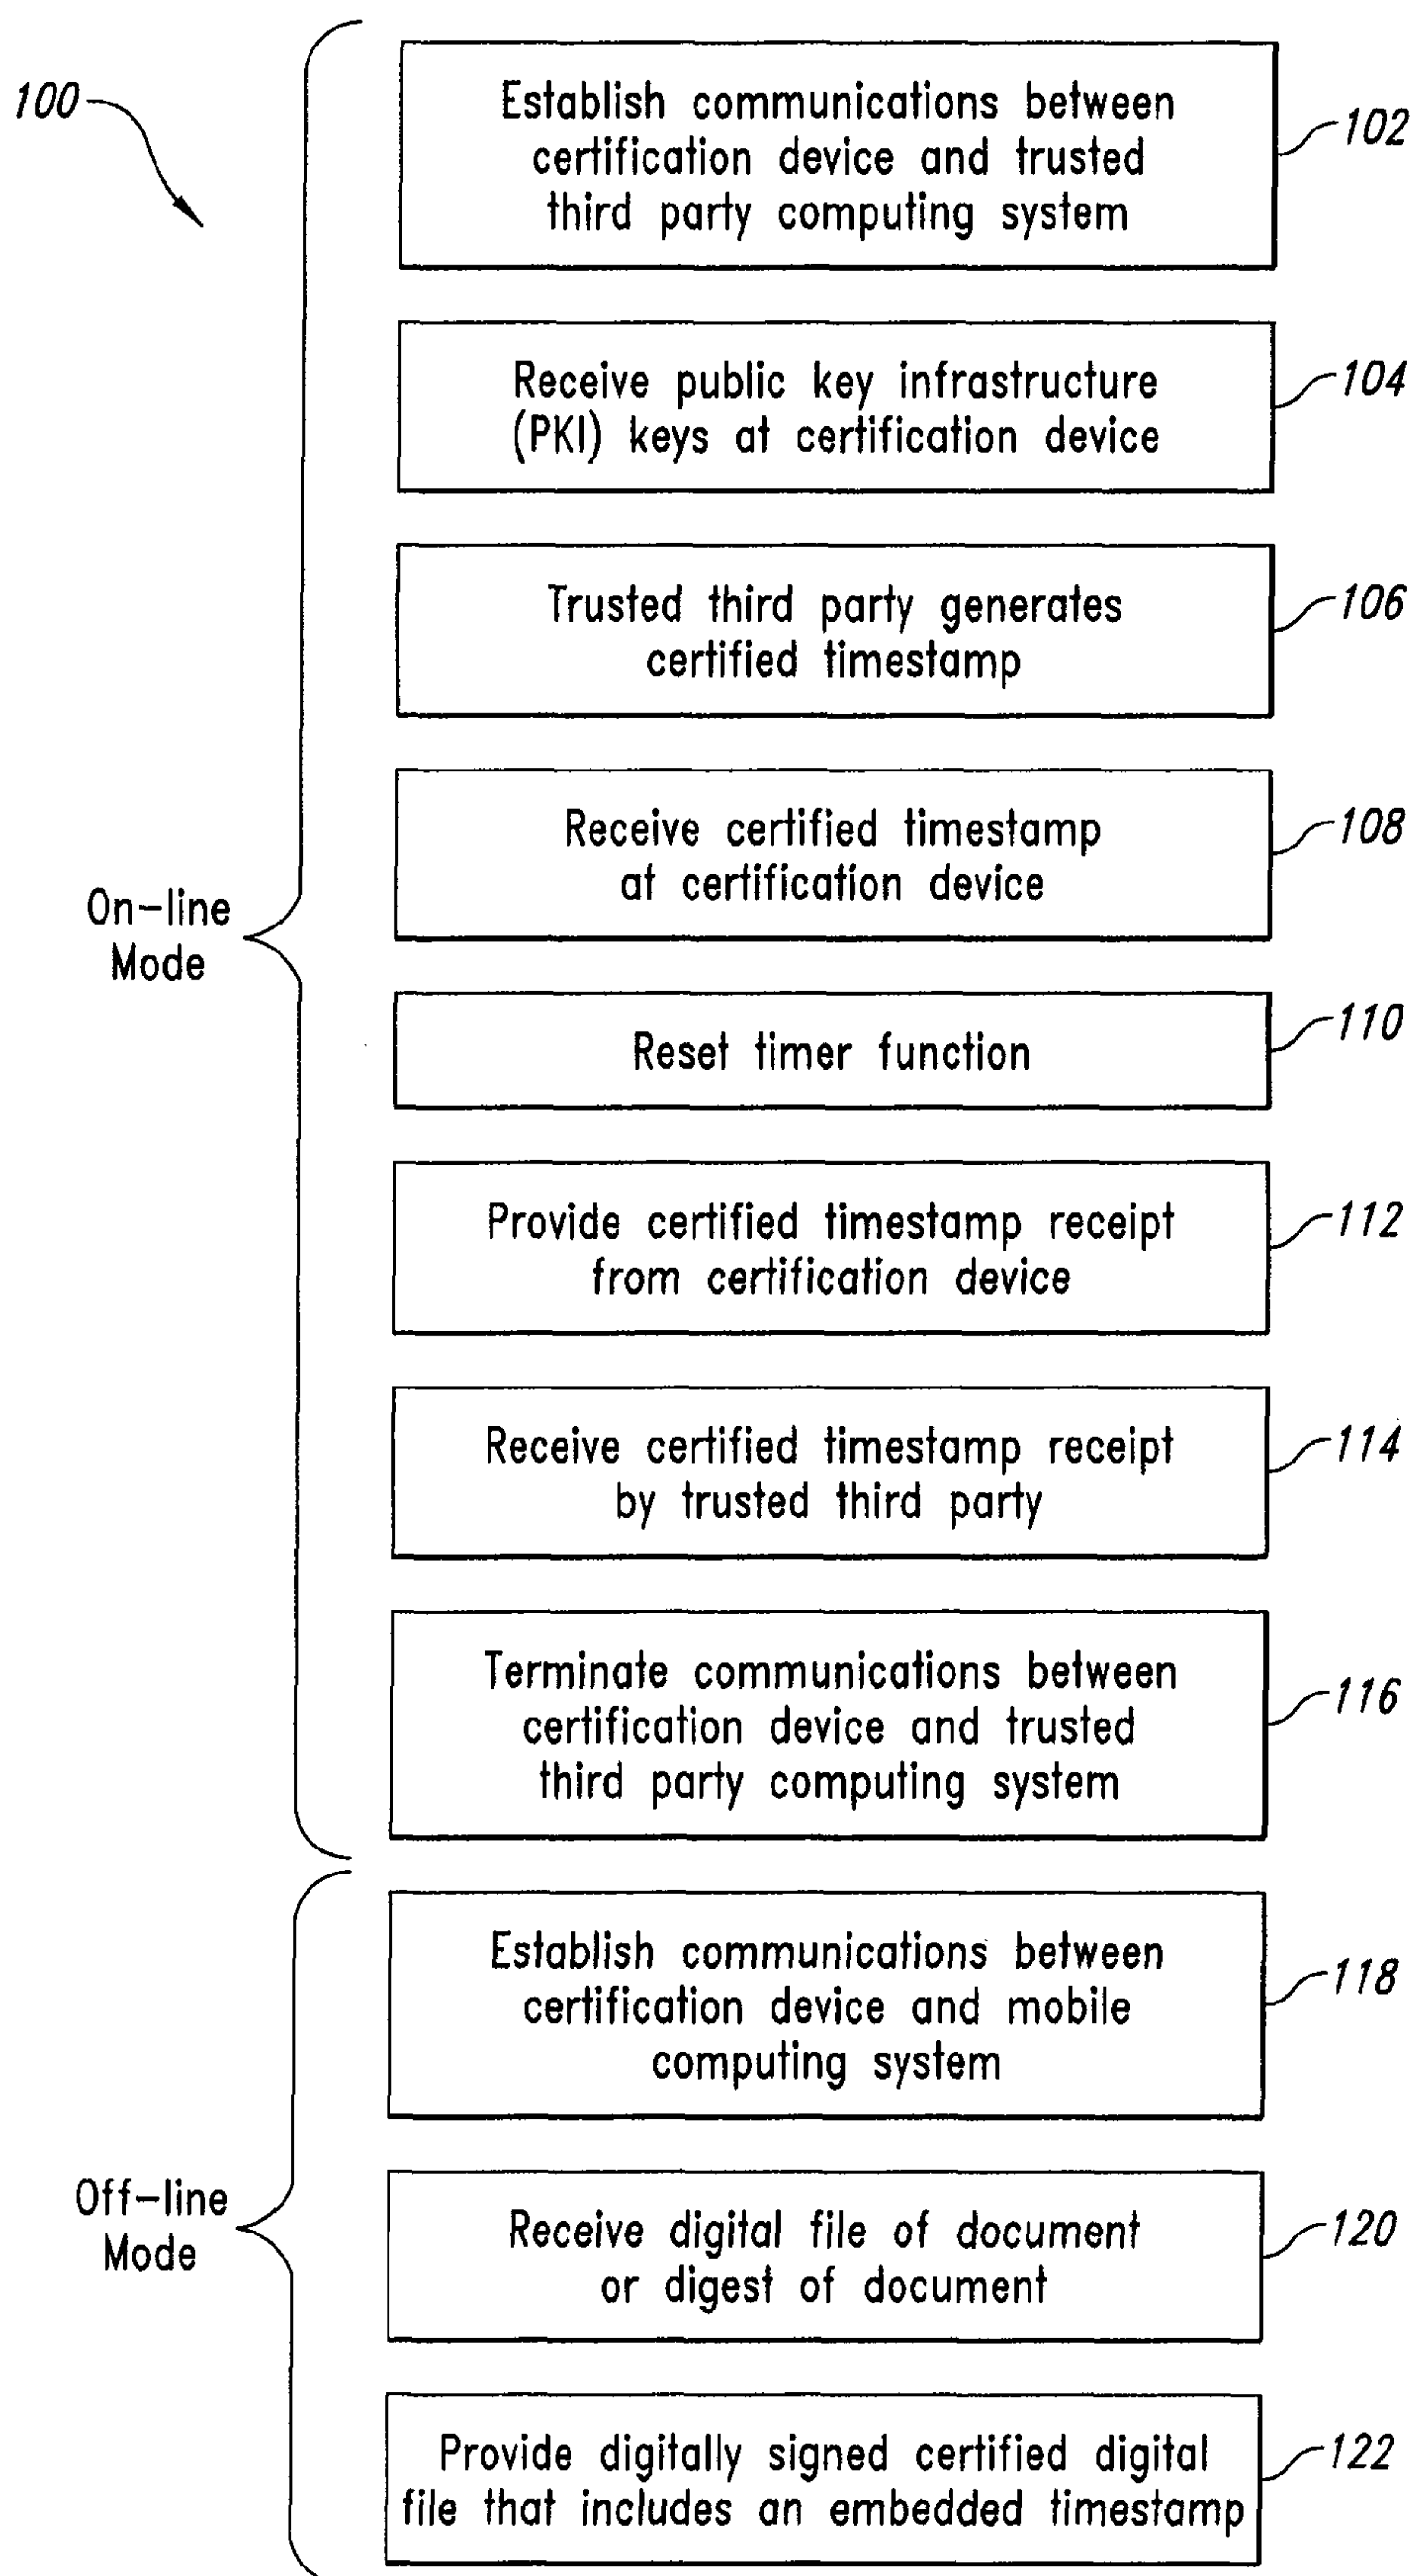 100
Establish communications between
certification device and trusted
third party computing system
102
Receive public key infrastructure
(PKI) keys at certification device
104
Trusted third party generates
certified timestamp
106
Receive certified timestamp
at certification device
108
On-line
Mode
Reset timer function
110
Provide certified timestamp receipt
from certification device
112
Receive certified timestamp receipt
by trusted third party
114
Terminate communications between
certification device and trusted
third party computing system
116
Establish communications between
certification device and mobile
computing system
118
Off-line
Mode
Receive digital file of document
or digest of document
120
Provide digitally signed certified digital
file that includes an embedded timestamp
122